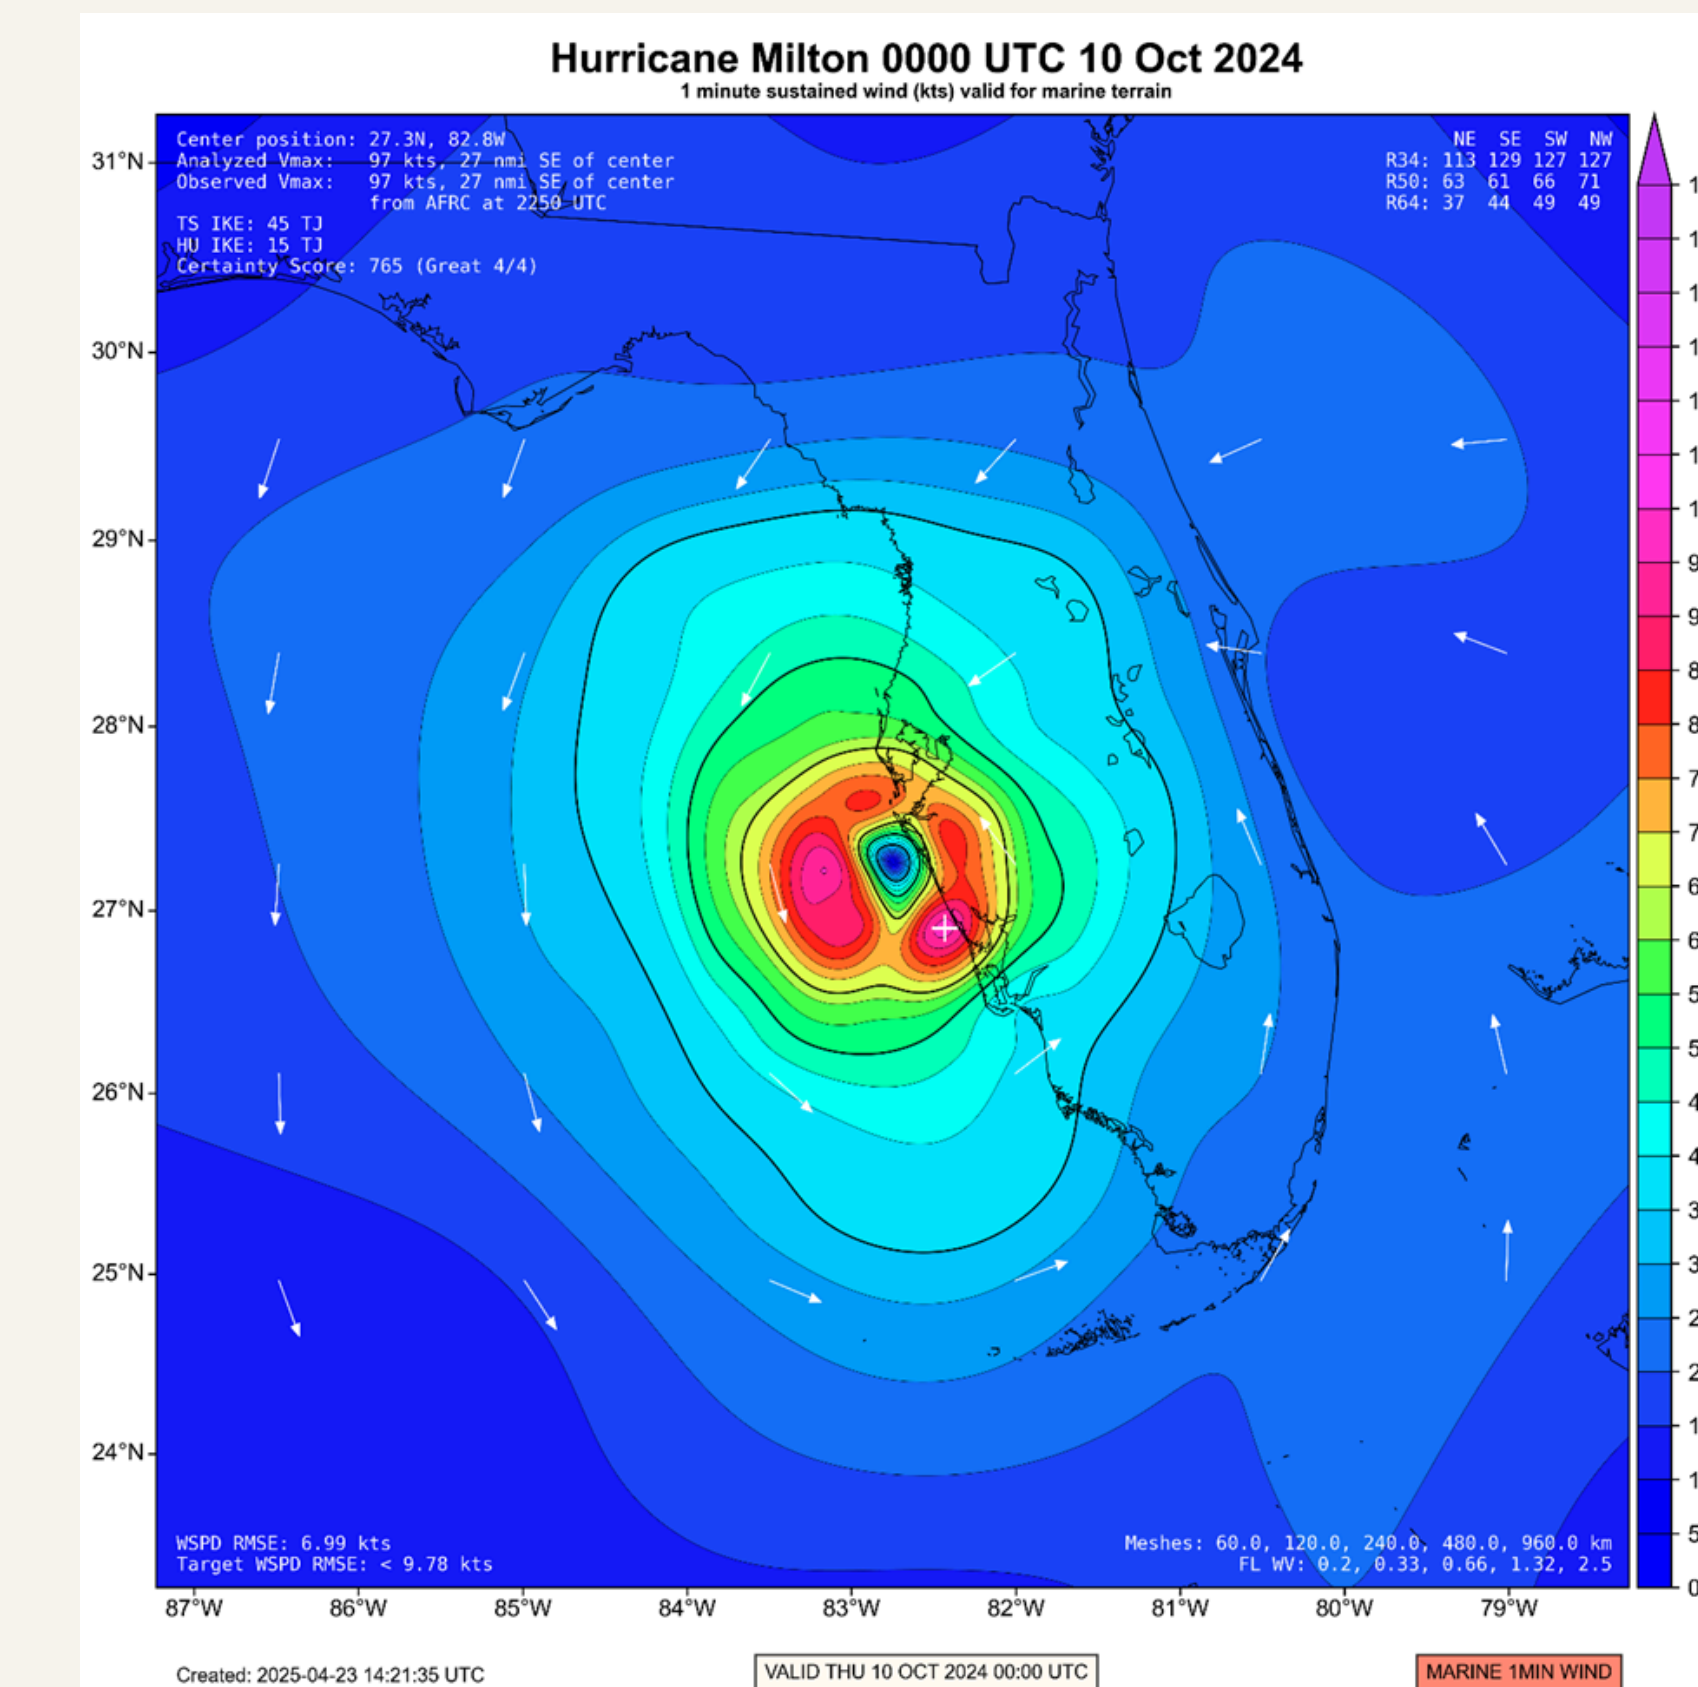 Hurricane Milton 0000 UTC 10 Oct 2024
1 minute sustained wind (kts) valid for marine terrain
Center position: 27.3N, 82.8W
Analyzed Vmax: 97 kts, 27 nmi SE of center
Observed Vmax: 97 kts, 27 nmi SE of center
from AFRC at 2250 UTC
TS IKE: 45 TJ
HU IKE: 15 TJ
Certainty Score: 765 (Great 4/4)
NE SE SW NW
R34: 113 129 127 127
R50: 63 61 66 71
R64: 37 44 49 49
31°N
30°N
29°N
28°N
27°N
26°N
25°N
24°N
WSPD RMSE: 6.99 kts
Target WSPD RMSE: < 9.78 kts
Meshes: 60.0, 120.0, 240.0, 480.0, 960.0 km
FL WV: 0.2, 0.33, 0.66, 1.32, 2.5
87°W 86°W 85°W 84°W 83°W 82°W 81°W 80°W 79°W
Created: 2025-04-23 14:21:35 UTC
VALID THU 10 OCT 2024 00:00 UTC
MARINE 1MIN WIND